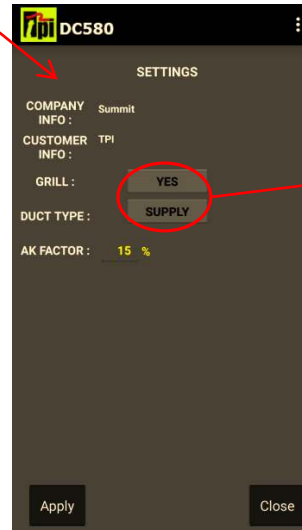 tpi DC580
SETTINGS
COMPANY INFO : Summit
CUSTOMER INFO : TPI
GRILL : YES
DUCT TYPE : SUPPLY
AK FACTOR : 15 %
Apply Close